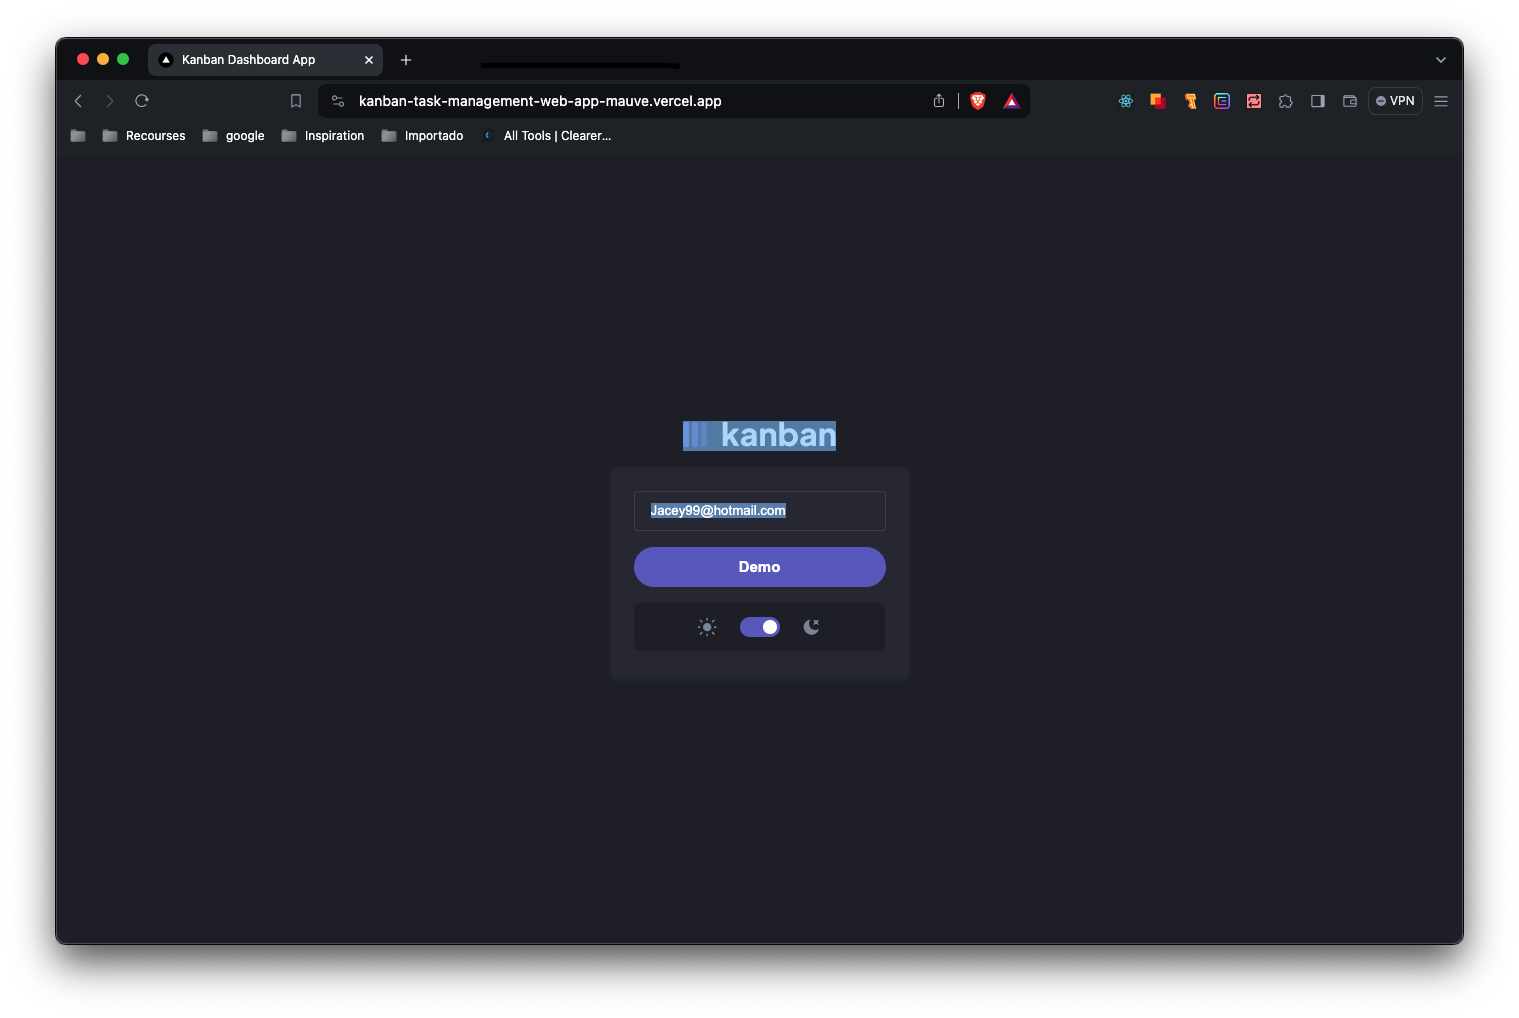 Kanban Dashboard App
kanban-task-management-web-app-mauve.vercel.app
VPN
Recourses google Inspiration Importado All Tools | Clearer...
kanban
Jacey99@hotmail.com
Demo